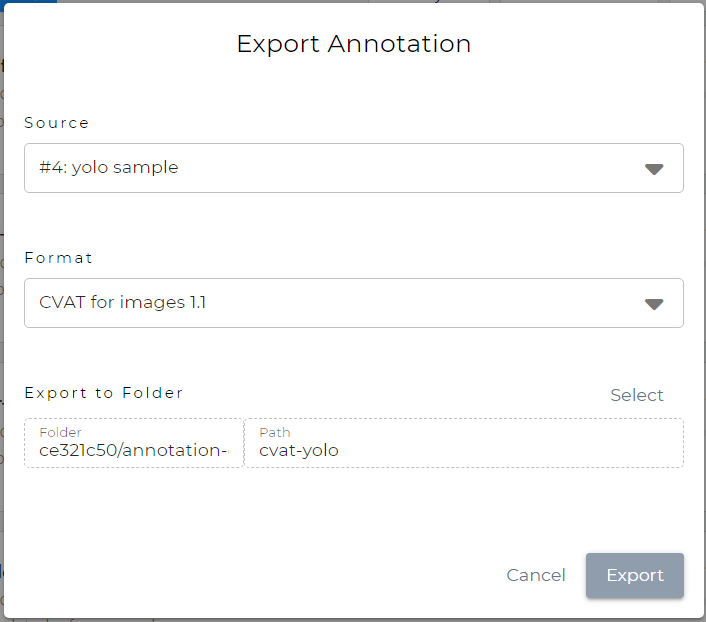 Export Annotation
Source
#4: yolo sample
Format
CVAT for images 1.1
Export to Folder
Select
Folder
Path
ce321c50/annotation-
cvat-yolo
Cancel
Export